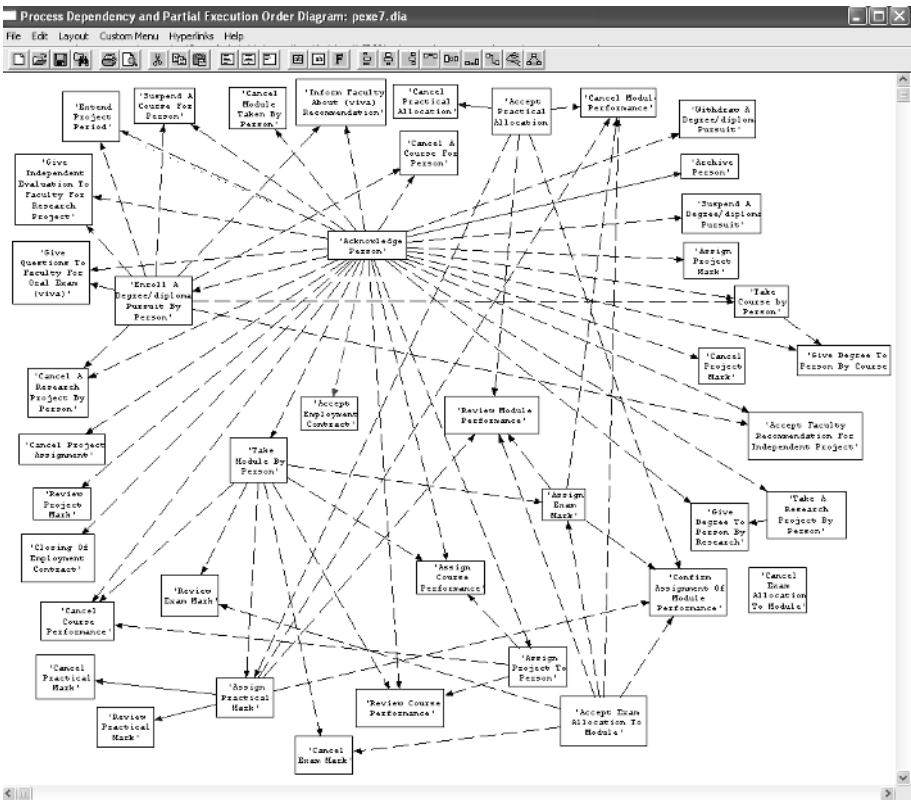 Process Dependency and Partial Execution Order Diagram: pexe7.dia
File Edit Layout Custom Menu Hyperlinks Help
'Extend
Project
Period'
'Suspend A
Course For
Person'
'Cancel
Module
Taken By
Person'
'Inform Faculty
About (viva)
Recommendation'
'Cancel
Practical
Allocation'
'Accept
Practical
Allocation
'Cancel Module
Performance'
'Withdraw A
Degree/diplom
Pursuit'
'Give
Independent
Evaluation To
Faculty For
Research
Project'
'Cancel A
Course For
Person'
'Archive
Person'
'Suspend A
Degree/diplom
Pursuit'
'Acknowledge
Person'
'Give
Questions To
Faculty For
Oral Exam
(viva)'
'Assign
Project
Mark'
'Enroll A
Degree/diploma
Pursuit By
Person'
'Take
Course by
Person'
'Give Degree To
Person By Course
'Cancel
Project
Mark'
'Cancel A
Research
Project By
Person'
'Accept
Employment
Contract'
'Review Module
Performance'
'Accept Faculty
Recommendation For
Independent Project'
'Cancel Project
Assignment'
'Take
Module By
Person'
'Review
Project
Mark'
'Assign
Exam
Mark'
'Give
Degree To
Person By
Research'
'Take A
Research
Project By
Person'
'Closing Of
Employment
Contract'
'Review
Exam Mark'
'Assign
Course
Performance'
'Confirm
Assignment Of
Module
Performance'
'Cancel
Exam
Allocation
To Module'
'Cancel
Course
Performance'
'Cancel
Practical
Mark'
'Assign
Practical
Mark'
'Assign
Project To
Person'
'Review
Practical
Mark'
'Review Course
Performance'
'Accept Exam
Allocation To
Module'
'Cancel
Exam Mark'